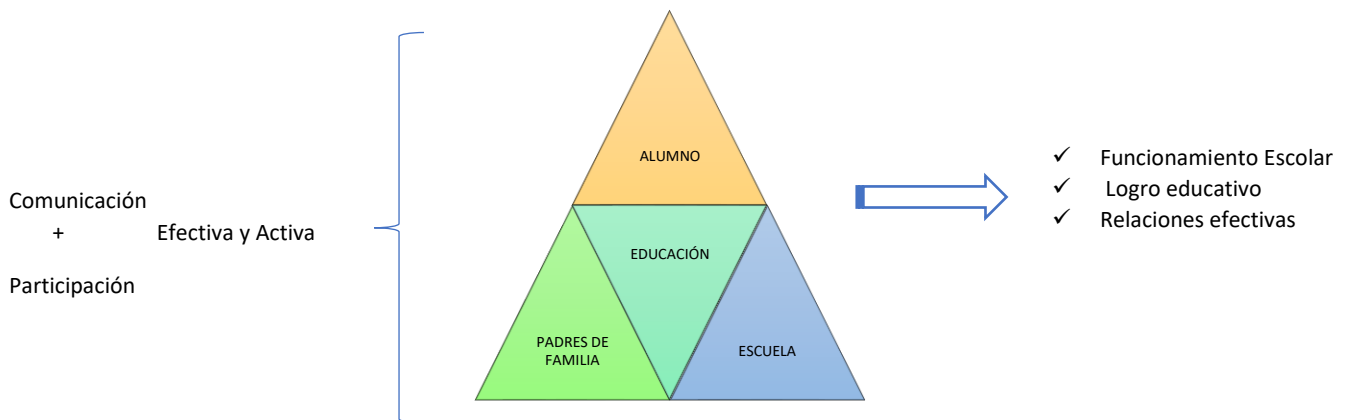 Comunicación
+ Efectiva y Activa
Participación
ALUMNO
EDUCACIÓN
PADRES DE
FAMILIA
ESCUELA
✓ Funcionamiento Escolar
✓ Logro educativo
✓ Relaciones efectivas